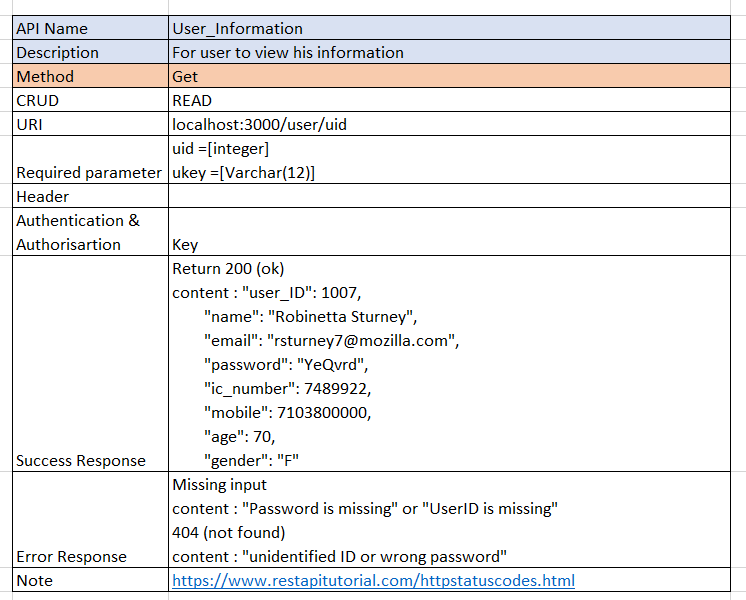 API Name User_Information
Description For user to view his information
Method Get
CRUD READ
URI localhost:3000/user/uid
uid =[integer]
Required parameter ukey =[Varchar(12)]
Header
Authentication &
Authorisartion Key
Return 200 (ok)
content : "user_ID": 1007,
"name": "Robinetta Sturney",
"email": "rsturney7@mozilla.com",
"password": "YeQvrd",
"ic_number": 7489922,
"mobile": 7103800000,
"age": 70,
Success Response "gender": "F"
Missing input
content : "Password is missing" or "UserID is missing"
404 (not found)
Error Response content : "unidentified ID or wrong password"
Note https://www.restapitutorial.com/httpstatuscodes.html